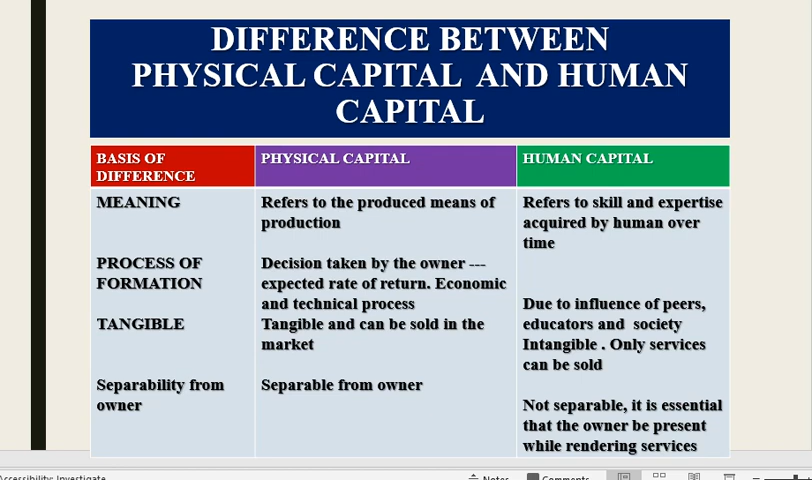 DIFFERENCE BETWEEN
PHYSICAL CAPITAL AND HUMAN
CAPITAL
BASIS OF
DIFFERENCE
PHYSICAL CAPITAL
HUMAN CAPITAL
MEANING
Refers to the produced means of
production
Refers to skill and expertise
acquired by human over
time
PROCESS OF
FORMATION
Decision taken by the owner ---
expected rate of return. Economic
and technical process
Due to influence of peers,
educators and society
TANGIBLE
Tangible and can be sold in the
market
Intangible . Only services
can be sold
Separability from
owner
Separable from owner
Not separable, it is essential
that the owner be present
while rendering services
Accessibility: Investigate
Notes
Comments